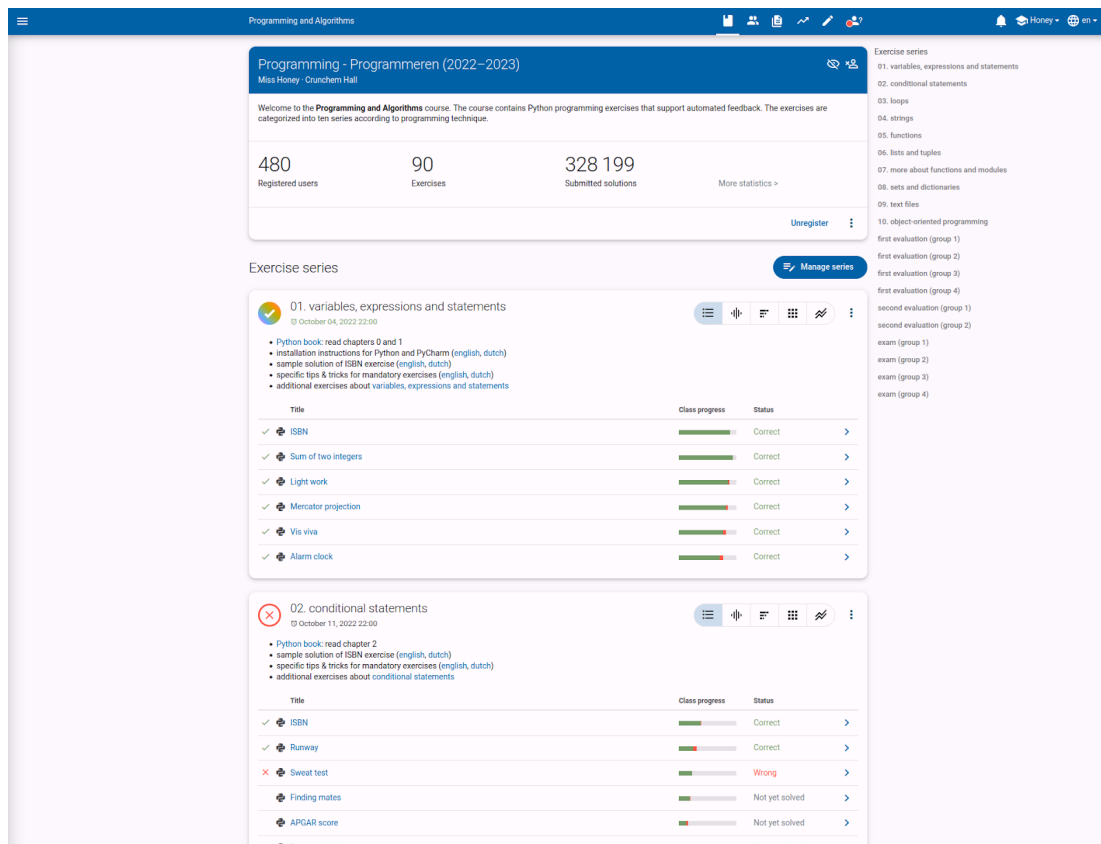 Programming and Algorithms
?
Honey
en
Programming - Programmeren (2022–2023)
Miss Honey · Crunchem Hall
Welcome to the Programming and Algorithms course. The course contains Python programming exercises that support automated feedback. The exercises are
categorized into ten series according to programming technique.
480
Registered users
90
Exercises
328 199
Submitted solutions
More statistics >
Unregister
Exercise series
Manage series
01. variables, expressions and statements
October 04, 2022 22:00
• Python book: read chapters 0 and 1
• installation instructions for Python and PyCharm (english, dutch)
• sample solution of ISBN exercise (english, dutch)
• specific tips & tricks for mandatory exercises (english, dutch)
• additional exercises about variables, expressions and statements
Title Class progress Status
ISBN Correct
Sum of two integers Correct
Light work Correct
Mercator projection Correct
Vis viva Correct
Alarm clock Correct
02. conditional statements
October 11, 2022 22:00
• Python book: read chapter 2
• sample solution of ISBN exercise (english, dutch)
• specific tips & tricks for mandatory exercises (english, dutch)
• additional exercises about conditional statements
Title Class progress Status
ISBN Correct
Runway Correct
Sweat test Wrong
Finding mates Not yet solved
APGAR score Not yet solved
Exercise series
01. variables, expressions and statements
02. conditional statements
03. loops
04. strings
05. functions
06. lists and tuples
07. more about functions and modules
08. sets and dictionaries
09. text files
10. object-oriented programming
first evaluation (group 1)
first evaluation (group 2)
first evaluation (group 3)
first evaluation (group 4)
second evaluation (group 1)
second evaluation (group 2)
exam (group 1)
exam (group 2)
exam (group 3)
exam (group 4)